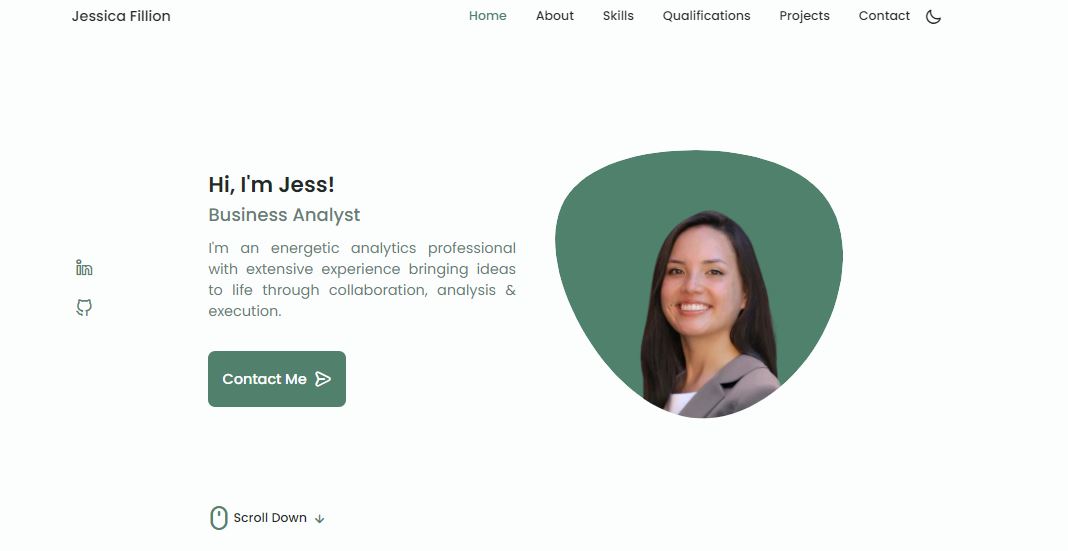 Jessica Fillion
Home About Skills Qualifications Projects Contact
Hi, I'm Jess!
Business Analyst
I'm an energetic analytics professional
with extensive experience bringing ideas
to life through collaboration, analysis &
execution.
Contact Me
Scroll Down